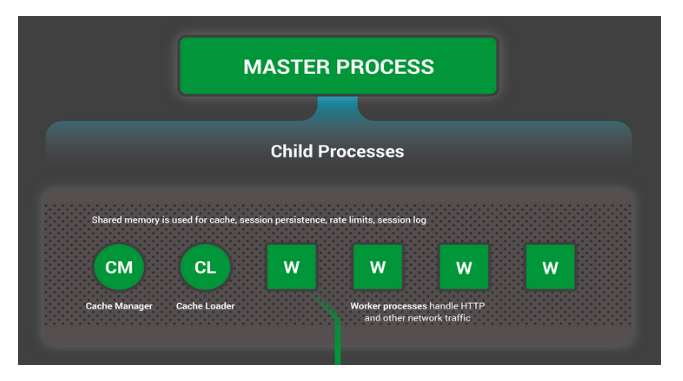 MASTER PROCESS
Child Processes
Shared memory is used for cache, session persistence, rate limits, session log
CM
CL
W
W
W
W
Cache Manager
Cache Loader
Worker processes handle HTTP
and other network traffic